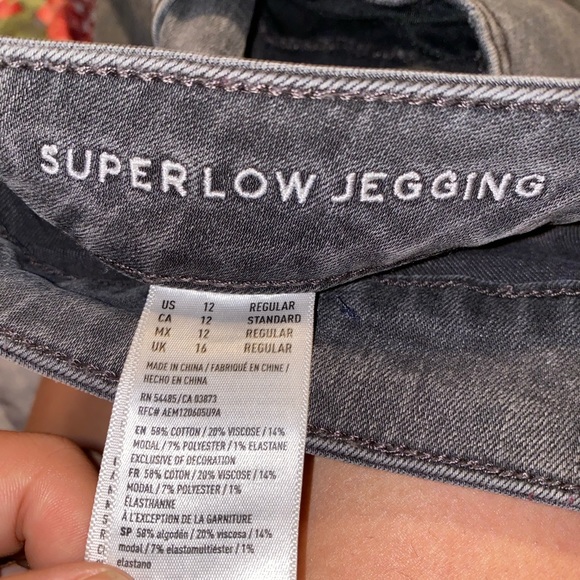 SUPER LOW JEGGING
US 12 REGULAR
CA 12 STANDARD
MX 12 REGULAR
UK 16 REGULAR
MADE IN CHINA / FABRIQUÉ EN CHINE /
HECHO EN CHINA
RN 54485/CA 03873
RFC# AEM120605U9A
EN 58% COTTON / 20% VISCOSE / 14%
MODAL / 7% POLYESTER / 1% ELASTANE
EXCLUSIVE OF DECORATION
FR 58% COTON / 20% VISCOSE / 14%
MODAL / 7% POLYESTER / 1%
ÉLASTHANNE
À L'EXCEPTION DE LA GARNITURE
SP 58% algodón / 20% viscosa / 14%
modal / 7% elastomultiéster / 1%
elastano